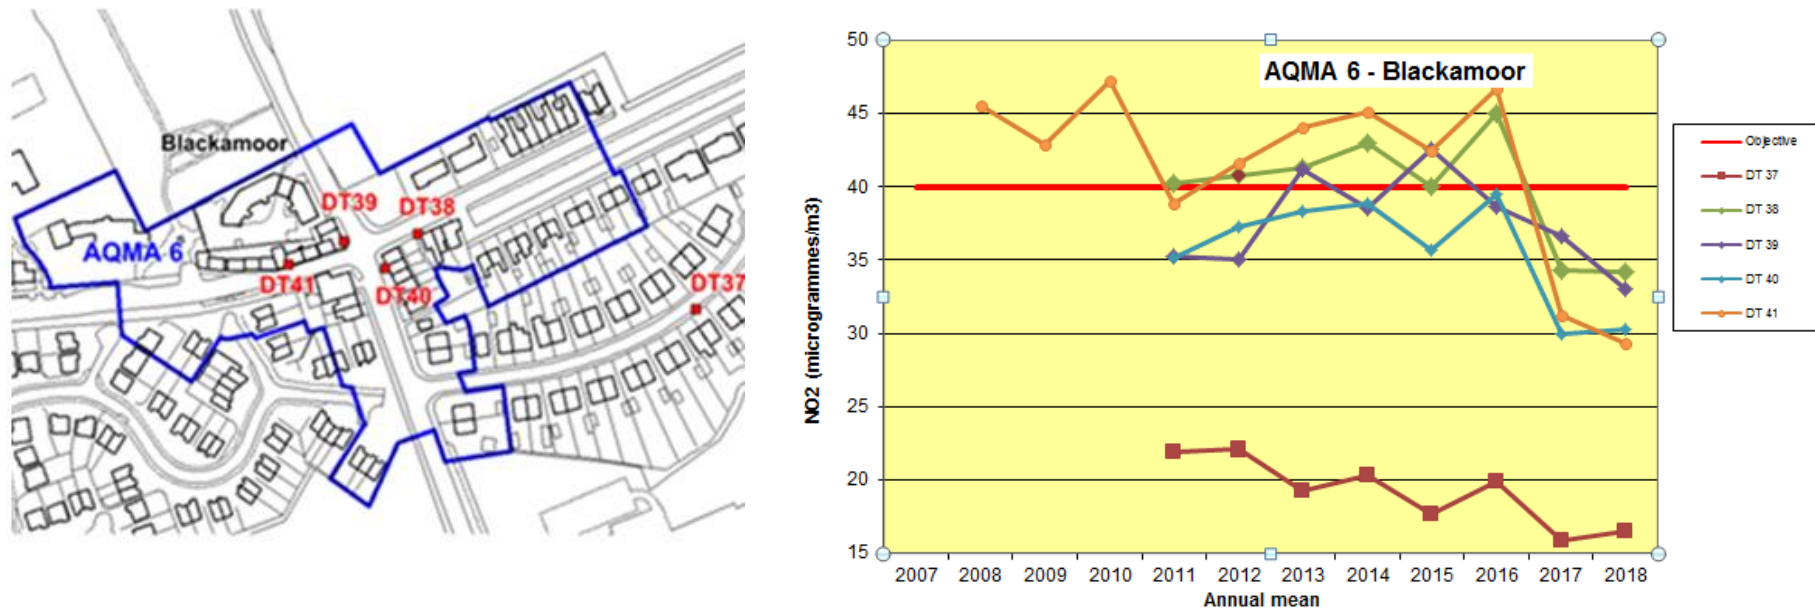 Blackamoor
DT39
DT38
AQMA 6
DT41
DT40
DT37
AQMA 6 - Blackamoor
NO2 (microgrammes/m3)
50
45
40
35
30
25
20
15
2007 2008 2009 2010 2011 2012 2013 2014 2015 2016 2017 2018
Annual mean
Objective
DT 37
DT 38
DT 39
DT 40
DT 41